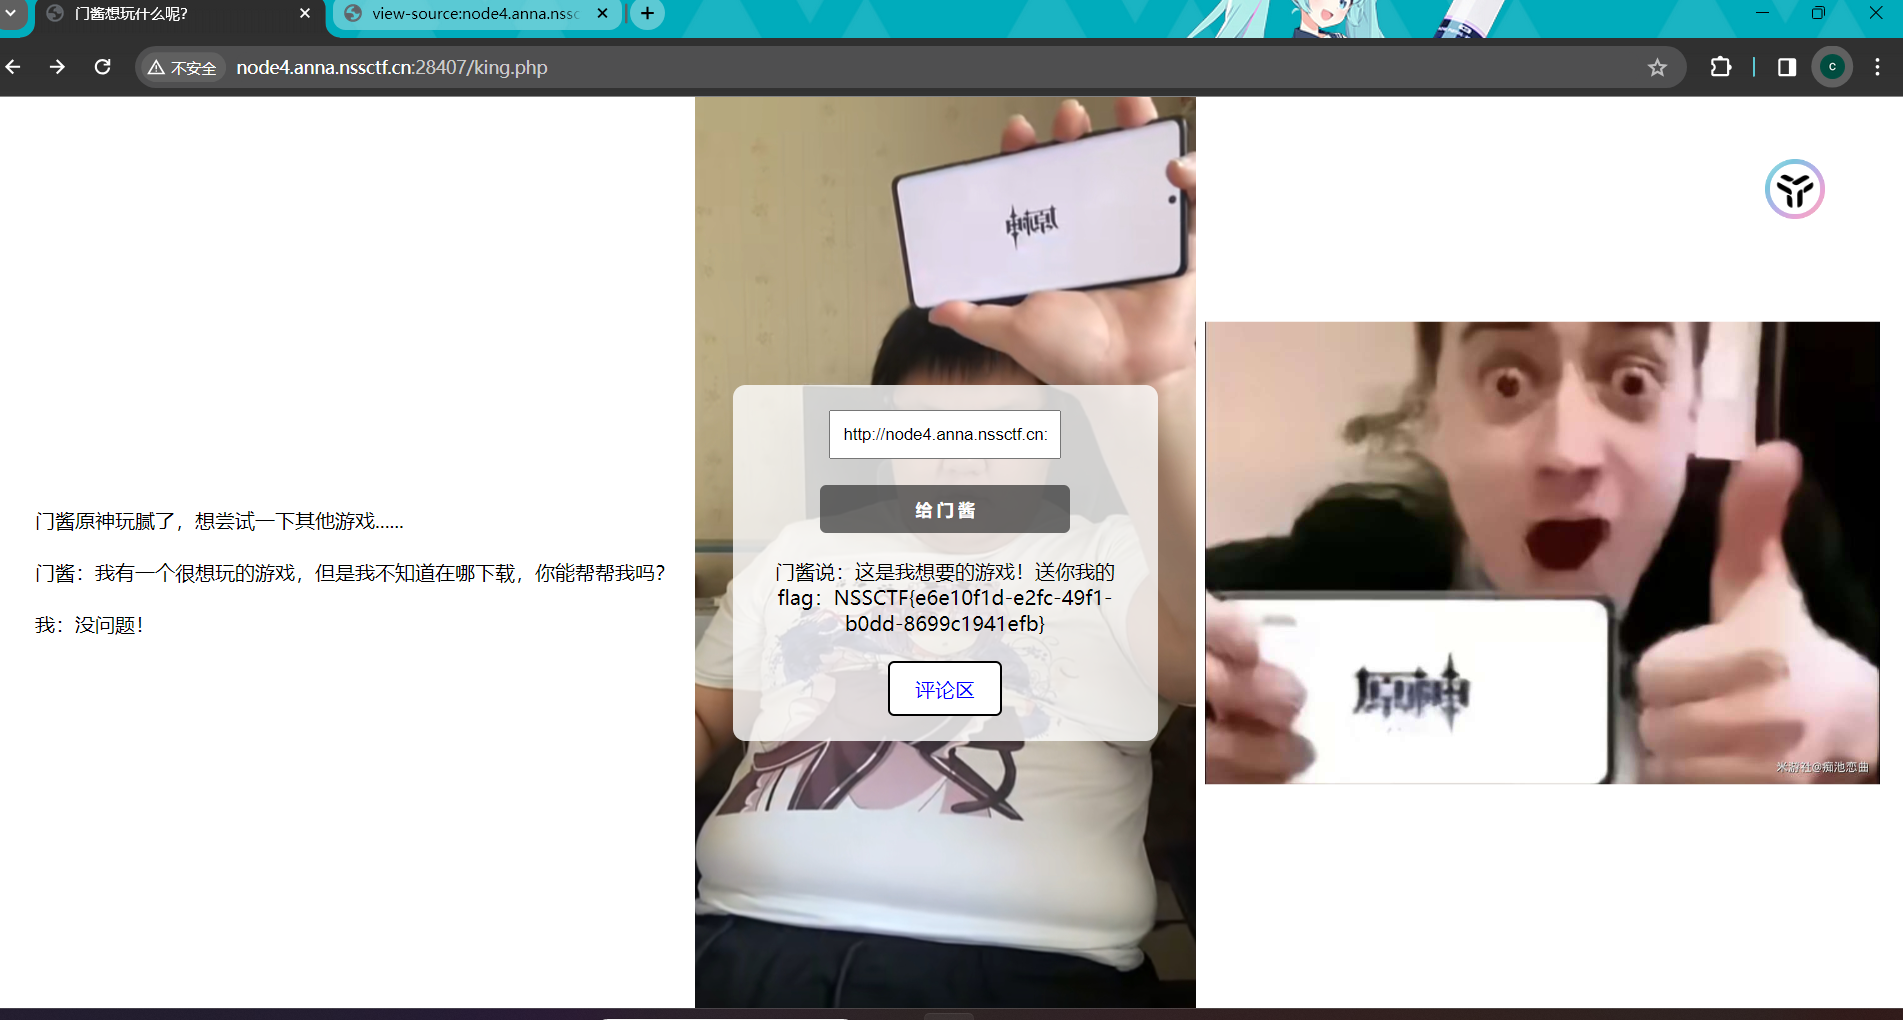 门酱想玩什么呢?
view-source:node4.anna.nssc
不安全
node4.anna.nssctf.cn:28407/king.php
C
原神
http://node4.anna.nssctf.cn:
给门酱
门酱原神玩腻了，想尝试一下其他游戏......
门酱：我有一个很想玩的游戏，但是我不知道在哪下载，你能帮帮我吗？
我：没问题！
门酱说：这是我想要的游戏！送你我的
flag：NSSCTF{e6e10f1d-e2fc-49f1-
b0dd-8699c1941efb}
评论区
原神
米游社@痴池恋曲